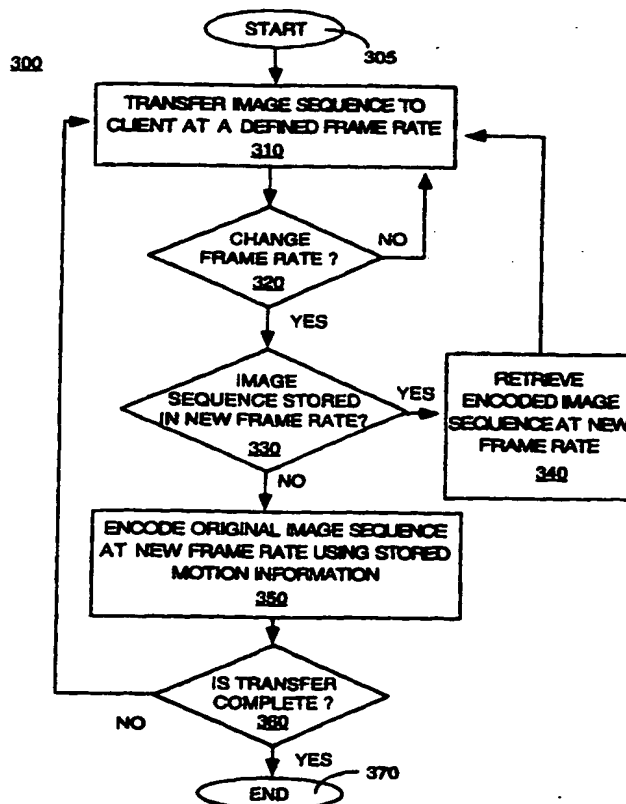 START
305
300
TRANSFER IMAGE SEQUENCE TO
CLIENT AT A DEFINED FRAME RATE
310
CHANGE
FRAME RATE ?
320
NO
YES
IMAGE
SEQUENCE STORED
IN NEW FRAME RATE?
330
YES
NO
RETRIEVE
ENCODED IMAGE
SEQUENCE AT NEW
FRAME RATE
340
ENCODE ORIGINAL IMAGE SEQUENCE
AT NEW FRAME RATE USING STORED
MOTION INFORMATION
350
IS TRANSFER
COMPLETE ?
360
NO
YES
370
END